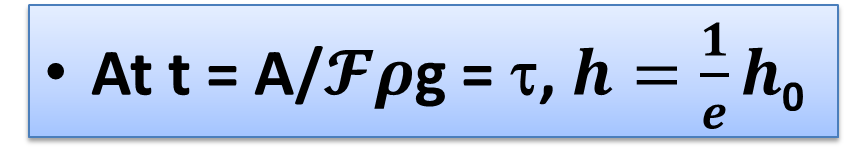 • At t = A/ℱρg = τ, h = 1/e h₀